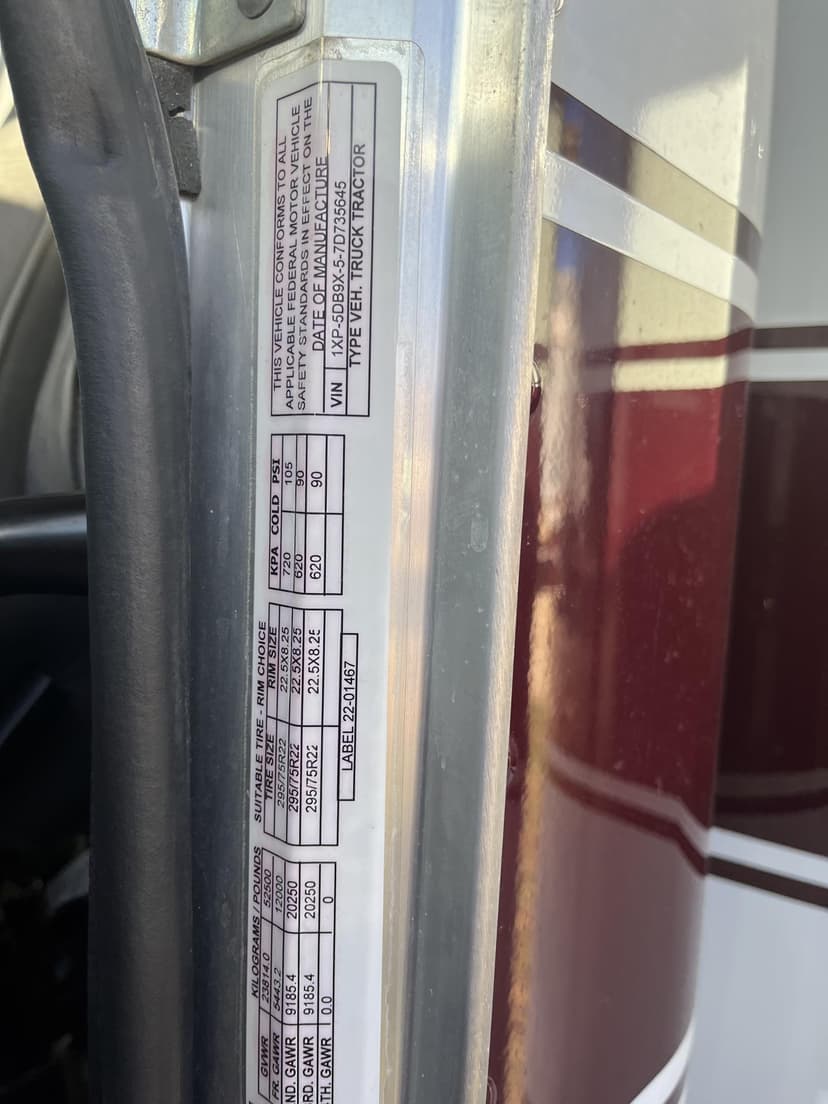 THIS VEHICLE CONFORMS TO ALL
APPLICABLE FEDERAL MOTOR VEHICLE
SAFETY STANDARDS IN EFFECT ON THE
DATE OF MANUFACTURE
VIN 1XP-5DB9X-5-7D735645
TYPE VEH. TRUCK TRACTOR
KILOGRAMS / POUNDS
GVWR 23814.0 52500
FR. GAWR 5443.2 12000
ND. GAWR 9185.4 20250
RD. GAWR 9185.4 20250
TH. GAWR 0.0 0
SUITABLE TIRE - RIM CHOICE
TIRE SIZE RIM SIZE
295/75R22 22.5X8.25
295/75R22 22.5X8.25
295/75R22 22.5X8.25
LABEL 22-01467
KPA COLD PSI
720 105
620 90
620 90